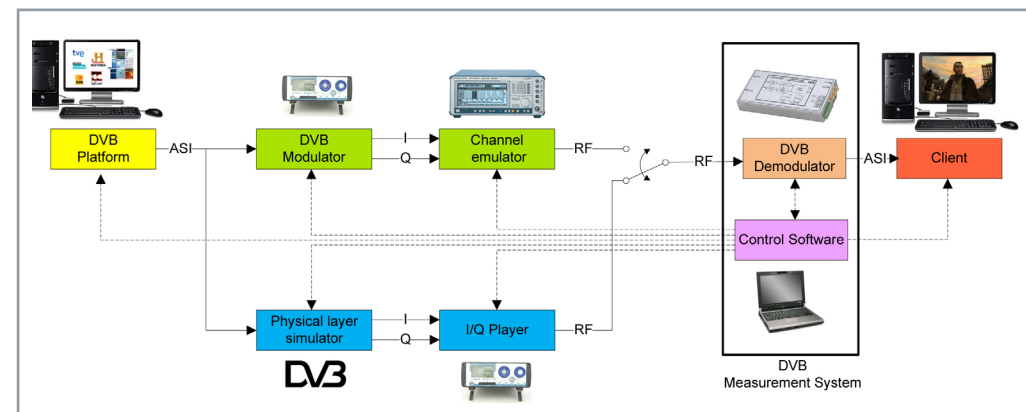 tve
HISTORIA
DVB
Platform
ASI
DVB
Modulator
I
Q
Channel
emulator
RF
RF
DVB
Demodulator
ASI
Client
Control Software
Physical layer
simulator
I
Q
I/Q Player
RF
DVB
DVB
Measurement System